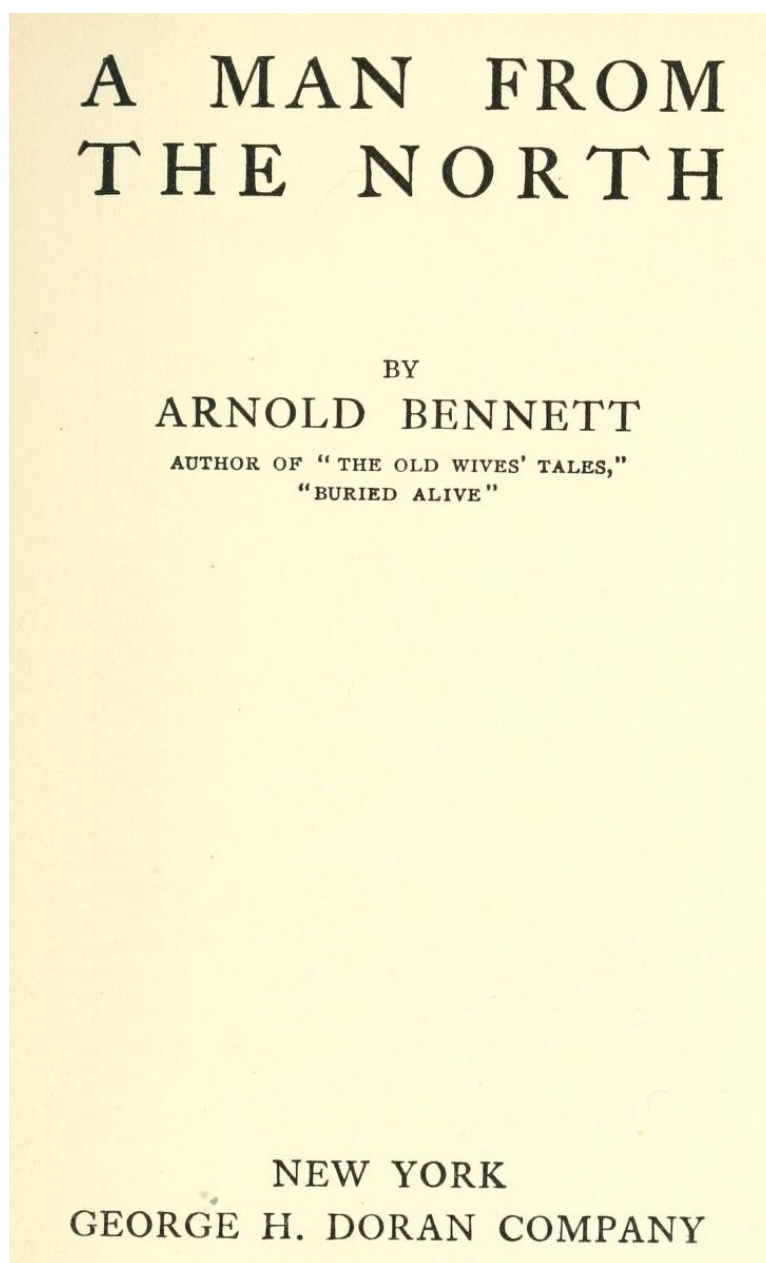 A MAN FROM
THE NORTH
BY
ARNOLD BENNETT
AUTHOR OF “THE OLD WIVES’ TALES,”
“BURIED ALIVE”
NEW YORK
GEORGE H. DORAN COMPANY